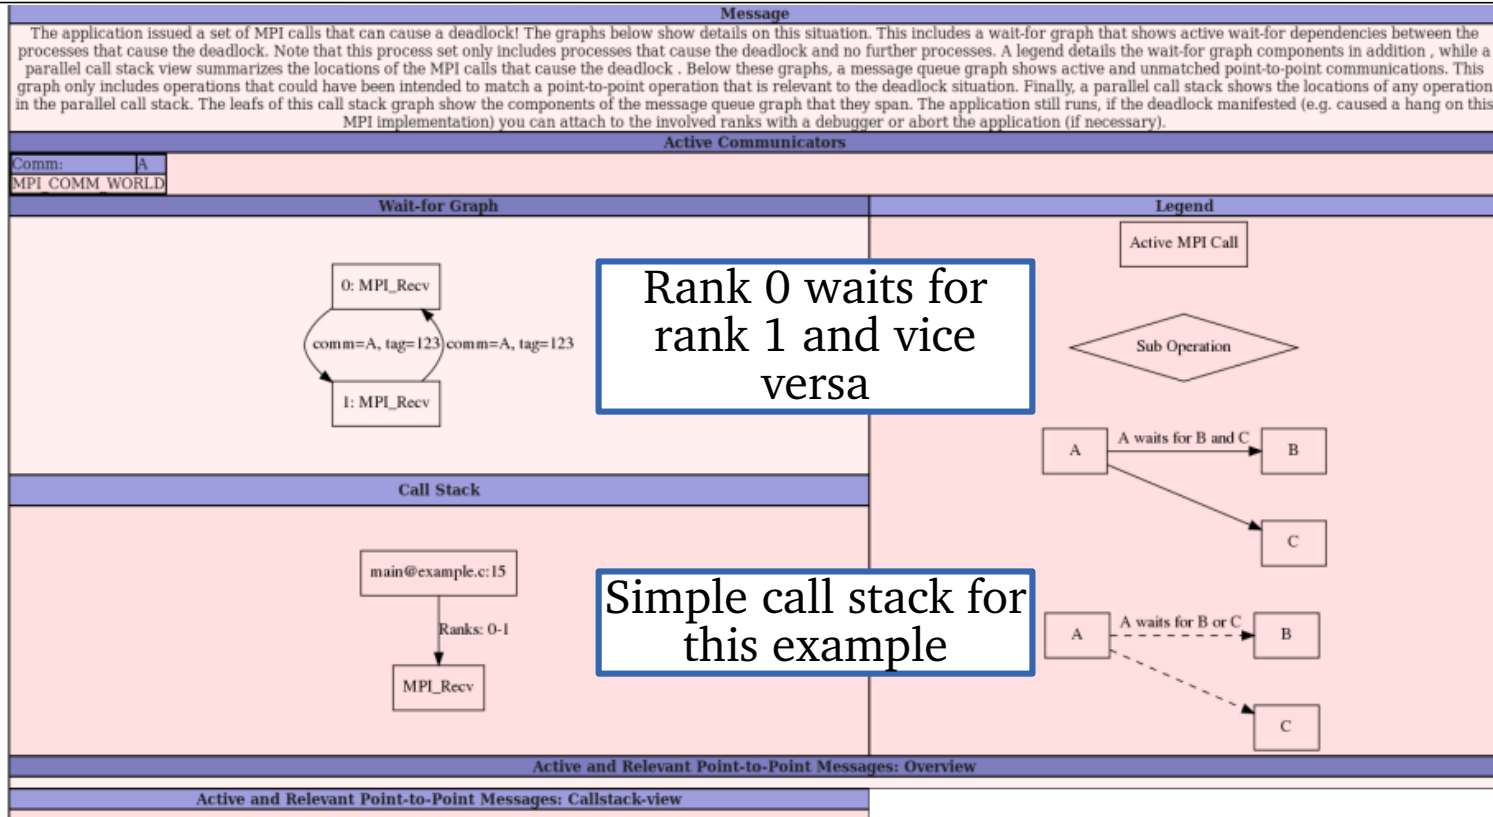 Message
The application issued a set of MPI calls that can cause a deadlock! The graphs below show details on this situation. This includes a wait-for graph that shows active wait-for dependencies between the
processes that cause the deadlock. Note that this process set only includes processes that cause the deadlock and no further processes. A legend details the wait-for graph components in addition , while a
parallel call stack view summarizes the locations of the MPI calls that cause the deadlock . Below these graphs, a message queue graph shows active and unmatched point-to-point communications. This
graph only includes operations that could have been intended to match a point-to-point operation that is relevant to the deadlock situation. Finally, a parallel call stack shows the locations of any operation
in the parallel call stack. The leafs of this call stack graph show the components of the message queue graph that they span. The application still runs, if the deadlock manifested (e.g. caused a hang on this
MPI implementation) you can attach to the involved ranks with a debugger or abort the application (if necessary).
Active Communicators
Comm: A
MPI_COMM_WORLD
Wait-for Graph
0: MPI_Recv
comm=A, tag=123 comm=A, tag=123
1: MPI_Recv
Rank 0 waits for
rank 1 and vice
versa
Call Stack
main@example.c:15
Ranks: 0-1
MPI_Recv
Simple call stack for
this example
Legend
Active MPI Call
Sub Operation
A waits for B and C
A B
C
A waits for B or C
A B
C
Active and Relevant Point-to-Point Messages: Overview
Active and Relevant Point-to-Point Messages: Callstack-view